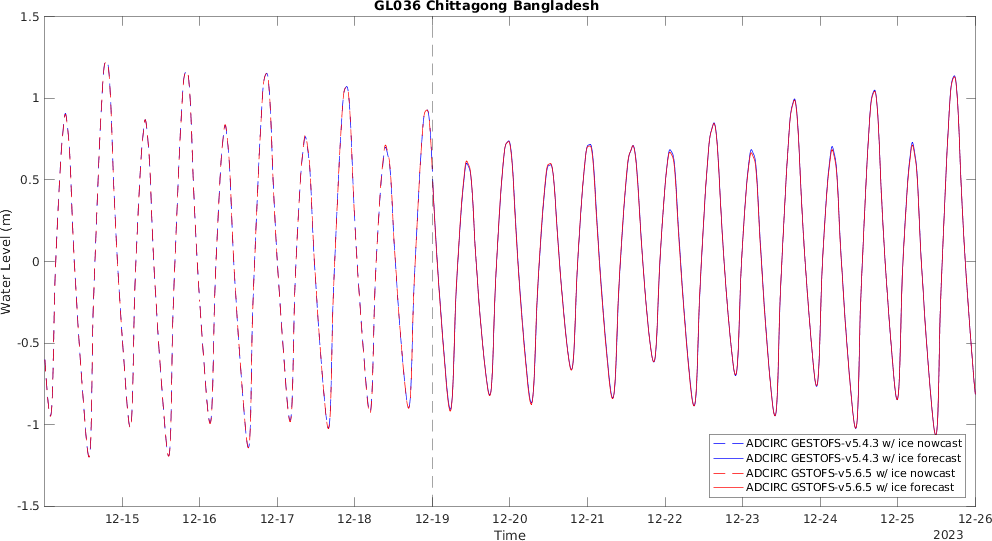 GL036 Chittagong Bangladesh
1.5
1
0.5
0
-0.5
-1
-1.5
Water Level (m)
ADCIRC GESTOFS-v5.4.3 w/ ice nowcast
ADCIRC GESTOFS-v5.4.3 w/ ice forecast
ADCIRC GSTOFS-v5.6.5 w/ ice nowcast
ADCIRC GSTOFS-v5.6.5 w/ ice forecast
12-15 12-16 12-17 12-18 12-19 12-20 12-21 12-22 12-23 12-24 12-25 12-26
Time
2023